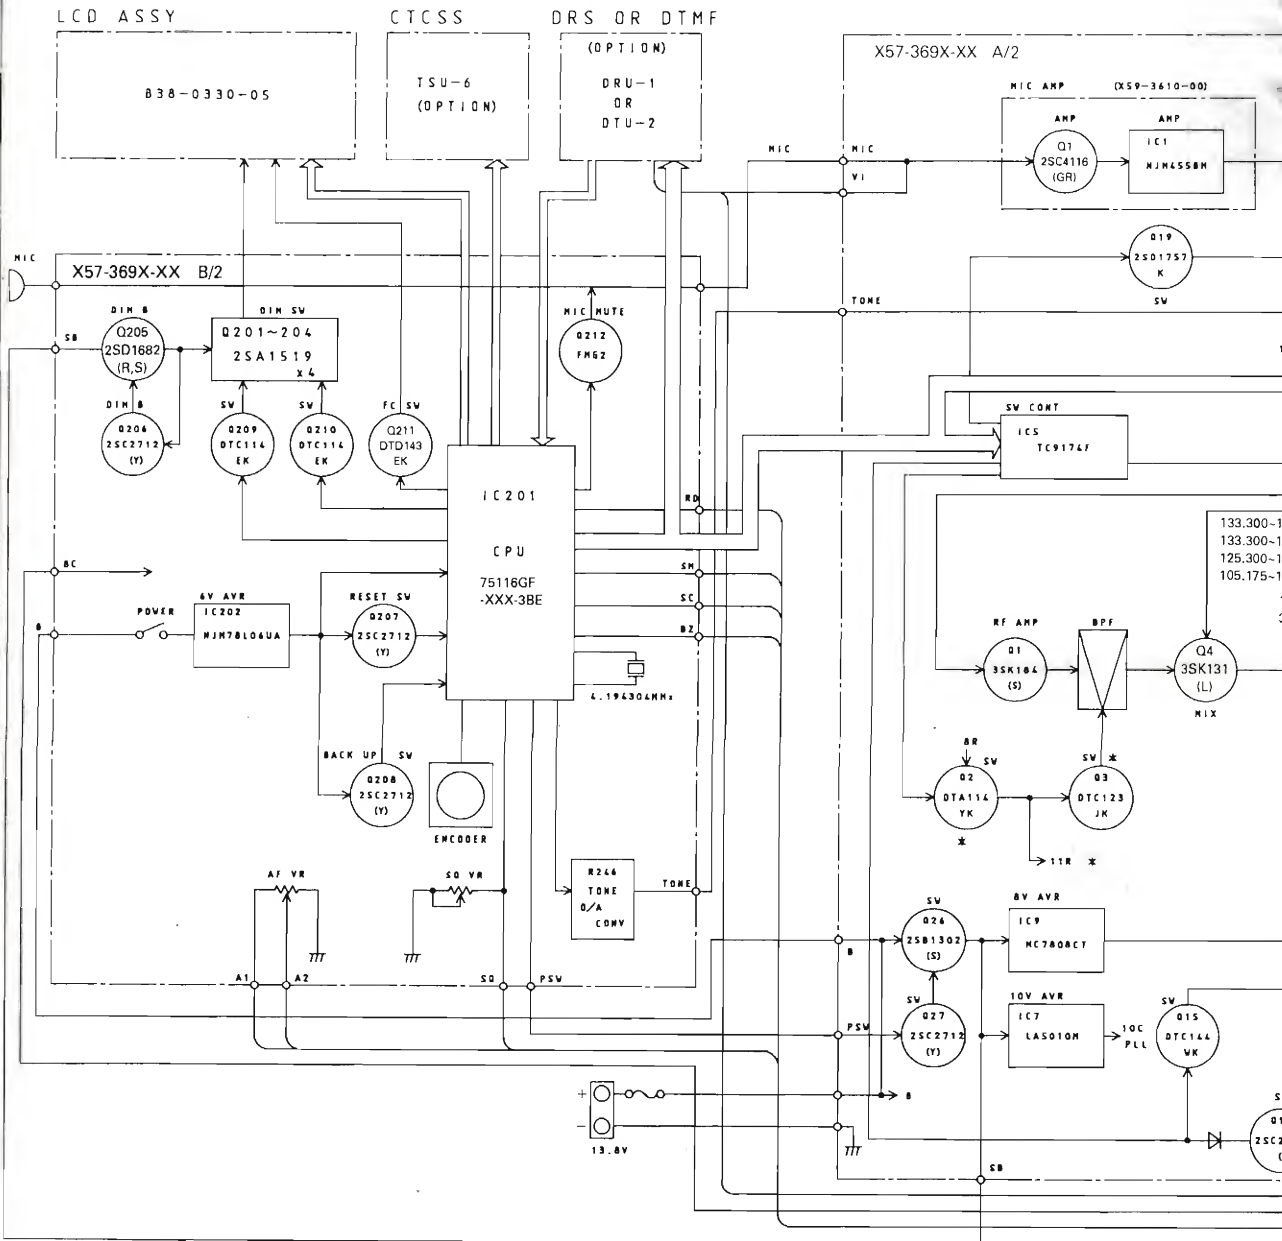 LCD ASSY
CTCSS
DRS OR DTMF
B38-0330-05
TSU-6
(OPTION)
(OPTION)
DRU-1
OR
DTU-2
X57-369X-XX A/2
MIC AMP (X59-3610-00)
AMP
Q1
2SC4116
(GR)
AMP
IC1
NJM4558M
MIC
MIC
VI
Q19
2SD1757
K
SW
TONE
MIC
X57-369X-XX B/2
SB
DIM B
Q205
2SD1682
(R,S)
DIM SW
Q201~204
2SA1519
x4
MIC MUTE
Q212
FMG2
DIM B
Q206
2SC2712
(Y)
SW
Q209
DTC114
EK
SW
Q210
DTC114
EK
FC SW
Q211
DTD143
EK
SW CONT
IC5
TC9174F
IC201
CPU
75116GF
-XXX-3BE
RD
SM
SC
BZ
133.300~1
133.300~1
125.300~1
105.175~1
BC
B
POWER
6V AVR
IC202
NJM78L06UA
RESET SW
Q207
2SC2712
(Y)
4.194304MHz
RF AMP
Q1
3SK184
(S)
BPF
Q4
3SK131
(L)
MIX
BACK UP SW
Q208
2SC2712
(Y)
ENCODER
8R
SW
Q2
DTA114
YK
*
SW *
Q3
DTC123
JK
11R *
AF VR
SQ VR
R246
TONE
D/A
CONV
TONE
A1
A2
SQ
PSW
B
SW
Q26
2SB1302
(S)
8V AVR
IC9
MC7808CT
PSW
SW
Q27
2SC2712
(Y)
10V AVR
IC7
LA5010M
10C
PLL
SW
Q15
DTC144
WK
+
-
13.8V
B
SB
S
Q1
2SC2
(